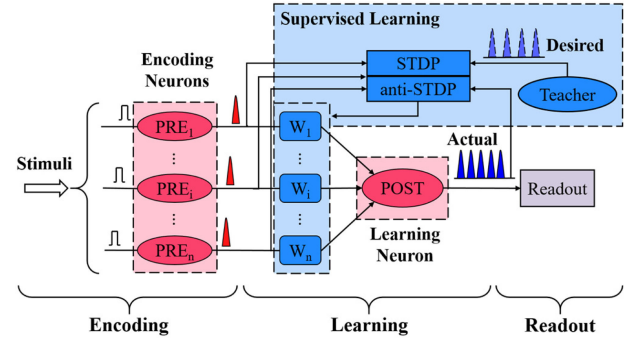 Supervised Learning
Encoding
Neurons
STDP
anti-STDP
Desired
Teacher
Stimuli
PRE1
W1
Actual
PREi
Wi
POST
Readout
PREn
Wn
Learning
Neuron
Encoding
Learning
Readout